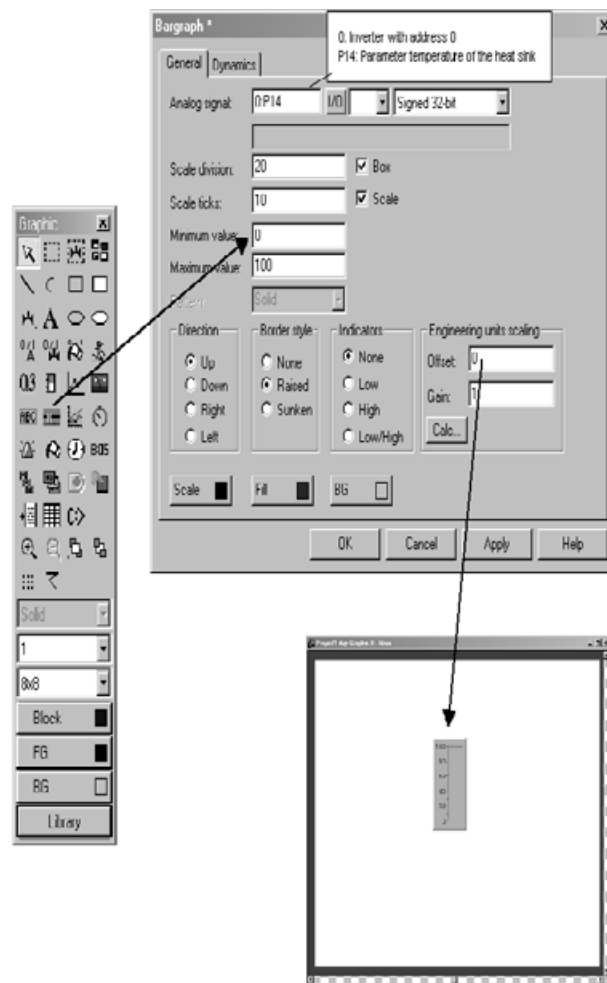 Bargraph *
0: Inverter with address 0
P14: Parameter temperature of the heat sink
General Dynamics
Analog signal: 0:P14 I/O Signed 32-bit
Scale division: 20 Box
Scale ticks: 10 Scale
Minimum value: 0
Maximum value: 100
Solid
Direction Border style Indicators Engineering units scaling
Up None None Offset: 0
Down Raised Low Gain: 1
Right Sunken High Calc...
Left Low/High
Scale Fill BG
OK Cancel Apply Help
Graphic
A
03
ABC
BOS
Solid
1
8x8
Block
FG
BG
Library
100